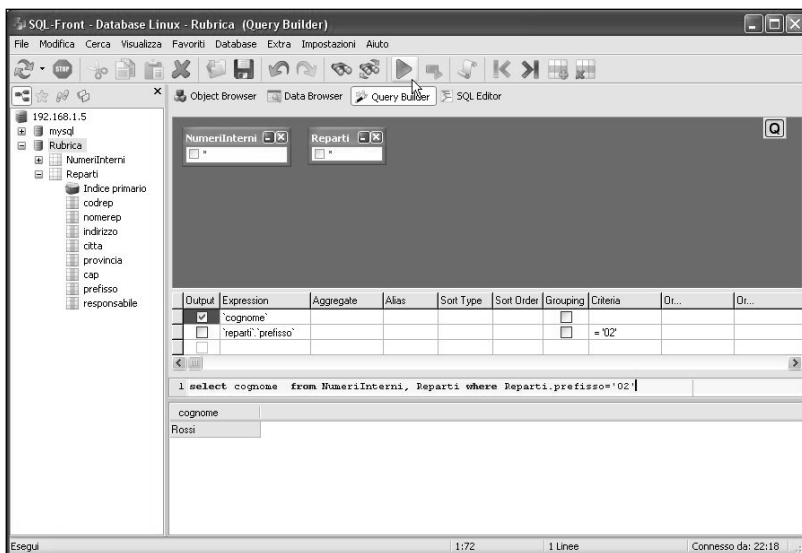 SQL-Front - Database Linux - Rubrica (Query Builder)
File Modifica Cerca Visualizza Favoriti Database Extra Impostazioni Aiuto
STOP
Object Browser Data Browser Query Builder SQL Editor
192.168.1.5
mysql
Rubrica
NumeriInterni
Reparti
Indice primario
codrep
nomerep
indirizzo
citta
provincia
cap
prefisso
responsabile
NumeriInterni Reparti
* *
Q
Output Expression Aggregate Alias Sort Type Sort Order Grouping Criteria Or... Or...
`cognome`
`reparti`.`prefisso` = '02'
1 select cognome from NumeriInterni, Reparti where Reparti.prefisso='02'
cognome
Rossi
Esegui 1:72 1 Linee Connesso da: 22:18